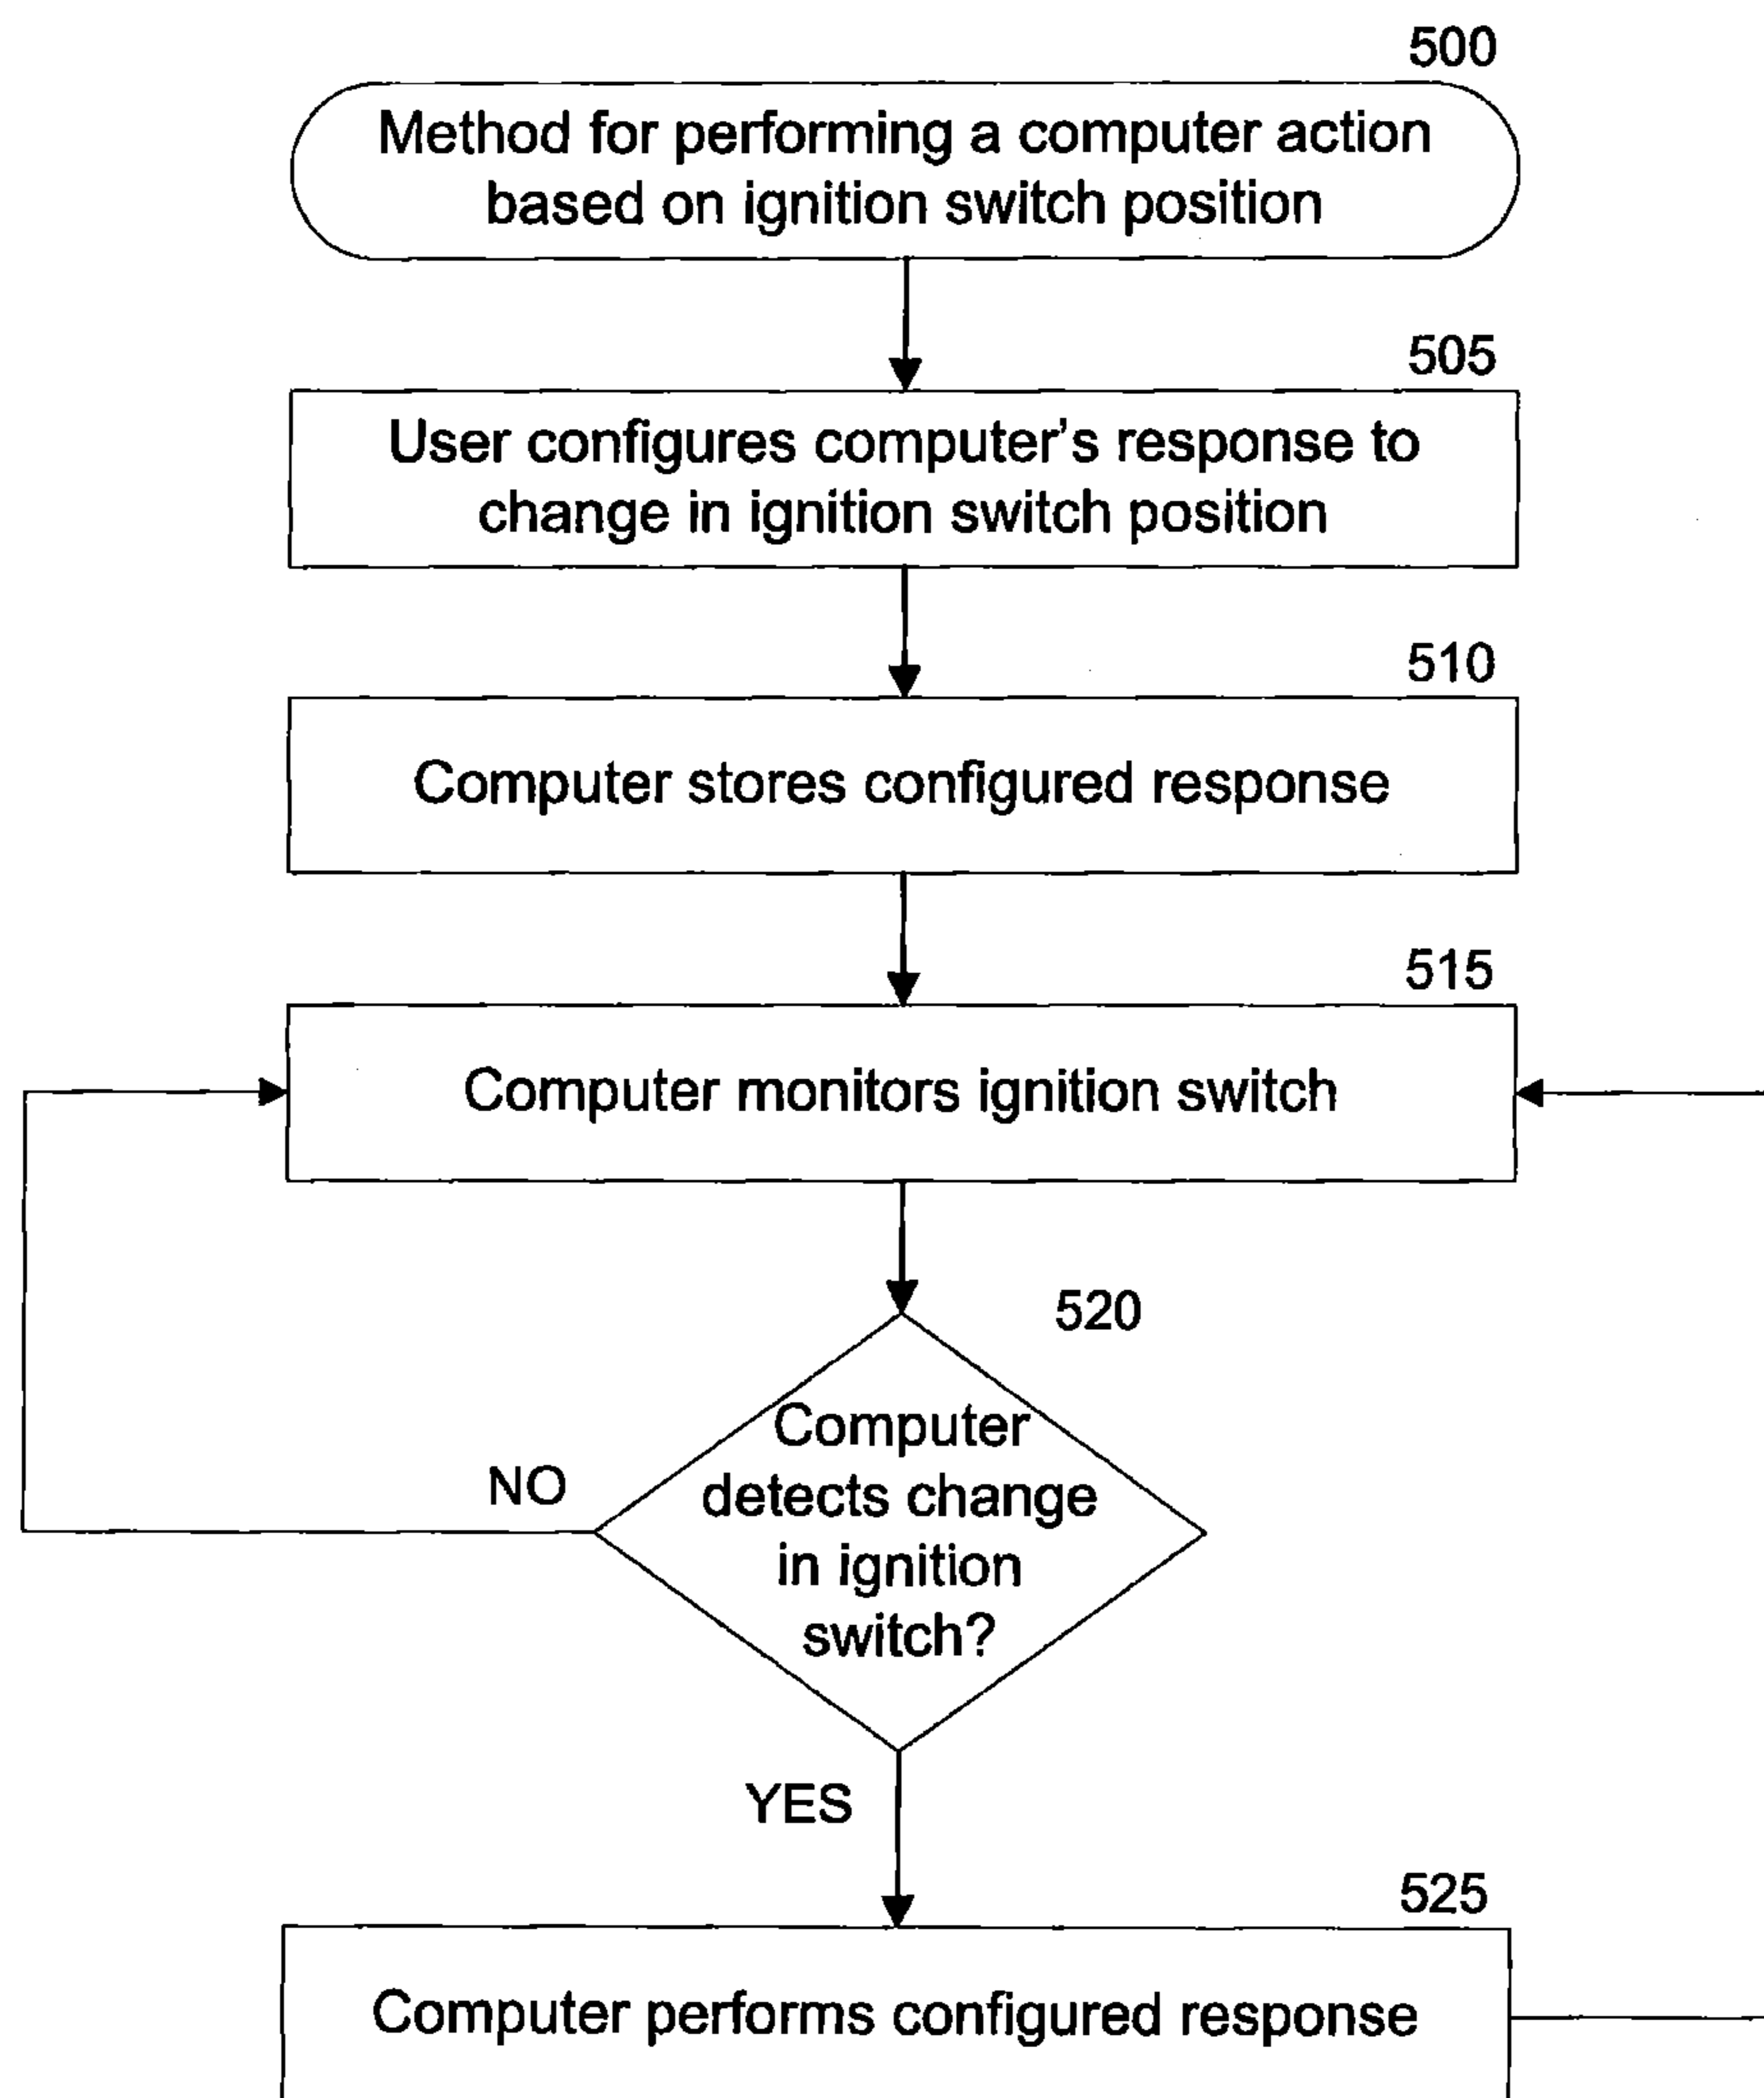 500
Method for performing a computer action
based on ignition switch position
505
User configures computer's response to
change in ignition switch position
510
Computer stores configured response
515
Computer monitors ignition switch
520
Computer
detects change
in ignition
switch?
NO
YES
525
Computer performs configured response